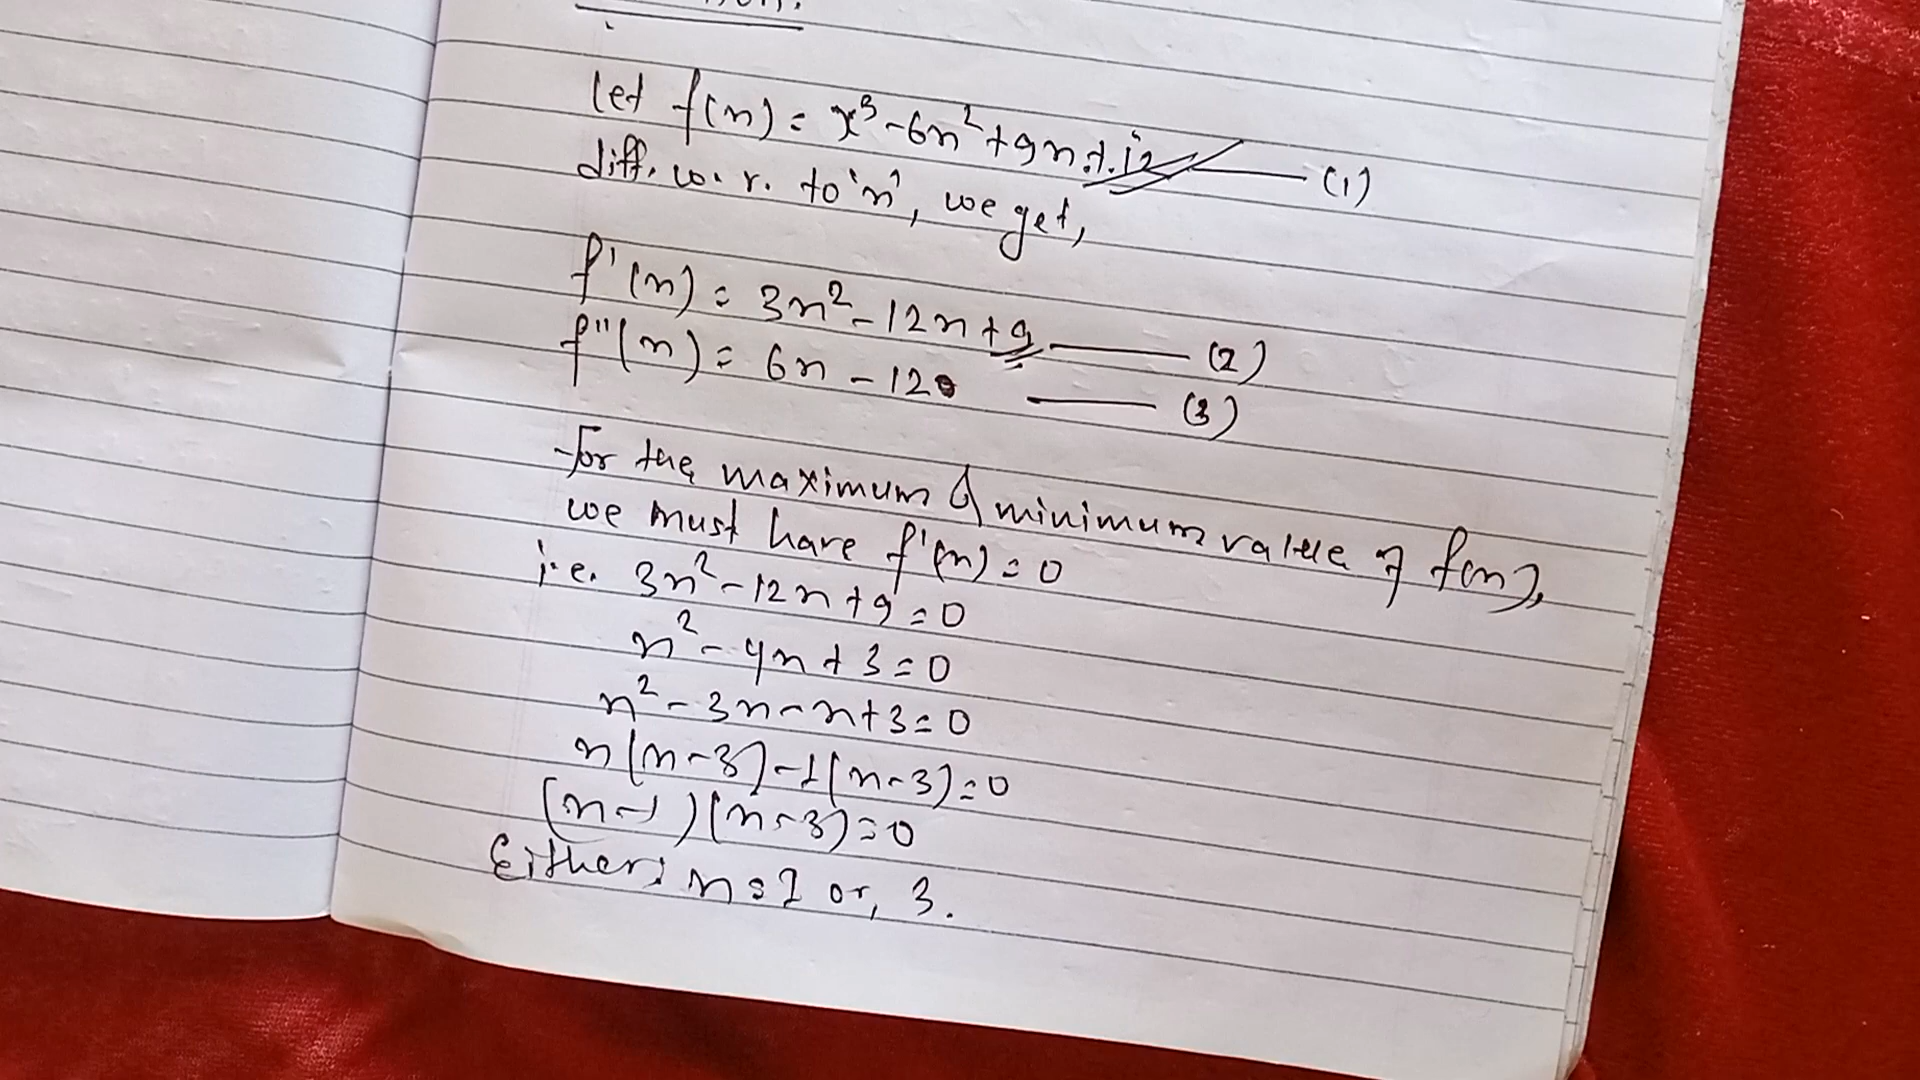 Let f(x) = x³ - 6x² + 9x + 12 —— (1)
diff. w. r. to 'x', we get,
f'(x) = 3x² - 12x + 9 —— (2)
f''(x) = 6x - 12 —— (3)
For the maximum & minimum value of f(x),
we must have f'(x) = 0
i.e. 3x² - 12x + 9 = 0
x² - 4x + 3 = 0
x² - 3x - x + 3 = 0
x(x - 3) - 1(x - 3) = 0
(x - 1)(x - 3) = 0
Either, x = 1 or, 3.